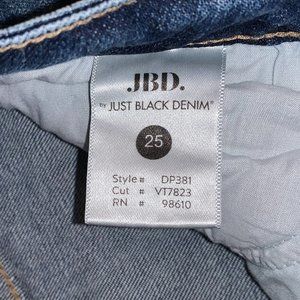 JBD.
by JUST BLACK DENIM®
25
Style# DP381
Cut # VT7823
RN # 98610